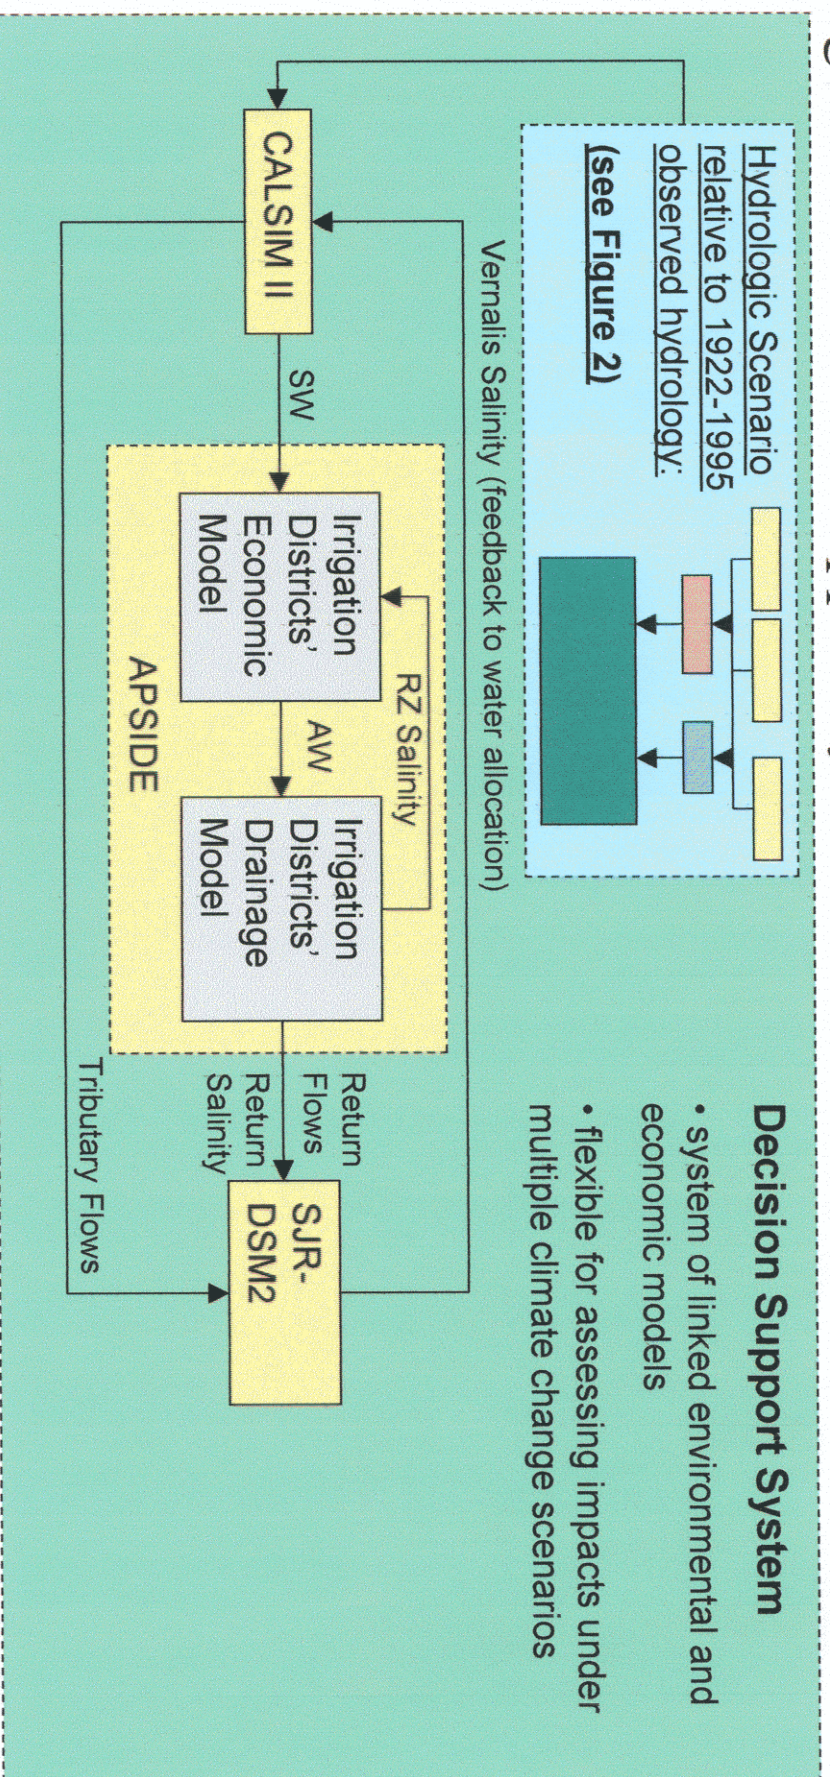 Decision Support System
• system of linked environmental and
economic models
• flexible for assessing impacts under
multiple climate change scenarios
Hydrologic Scenario
relative to 1922-1995
observed hydrology:
(see Figure 2)
Vernalis Salinity (feedback to water allocation)
CALSIM II
SW
Irrigation
Districts'
Economic
Model
RZ Salinity
AW
Irrigation
Districts'
Drainage
Model
APSIDE
Return
Flows
Return
Salinity
SJR-
DSM2
Tributary Flows